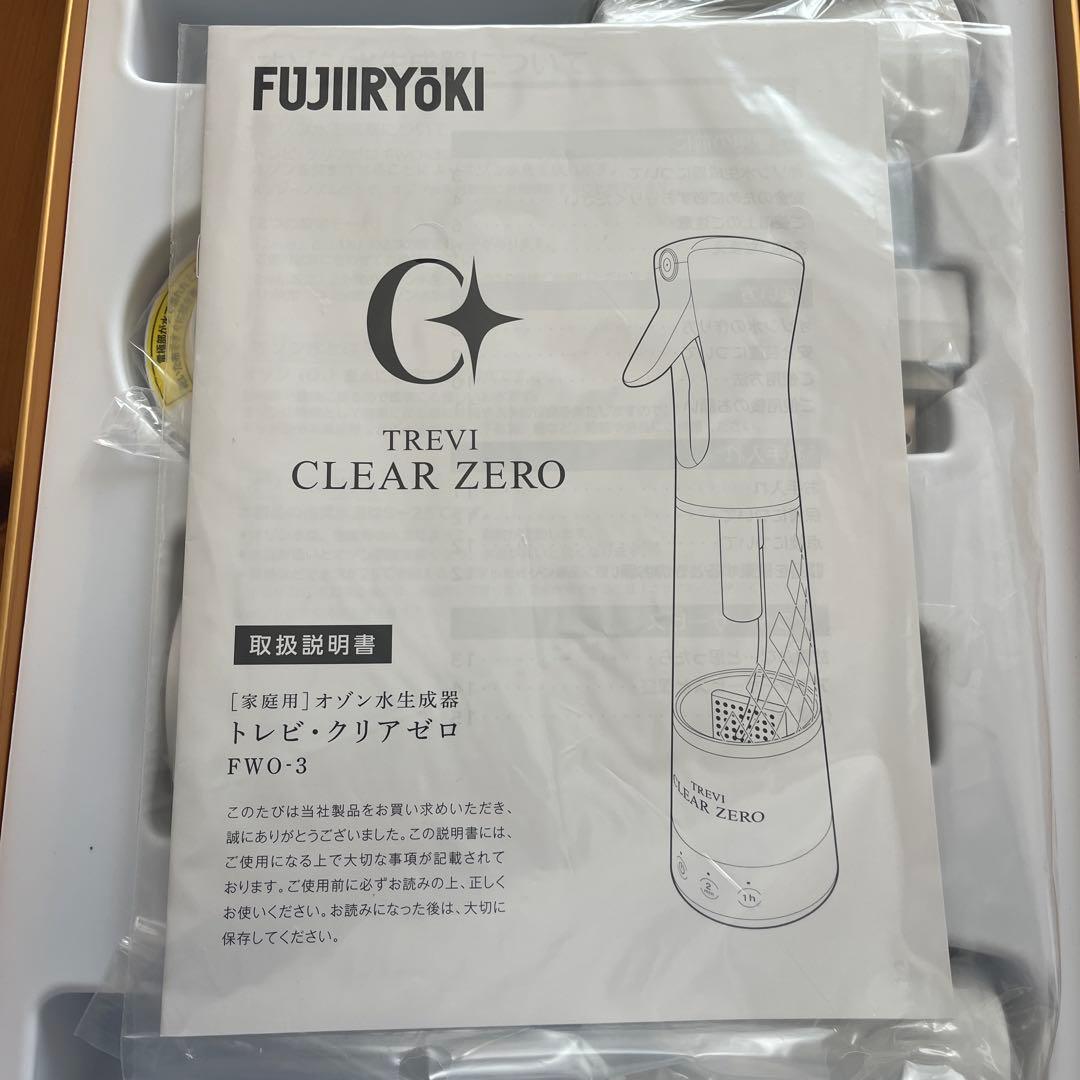 FUJIIRYōKI
C
TREVI
CLEAR ZERO
取扱説明書
[家庭用]オゾン水生成器
トレビ・クリアゼロ
FWO-3
このたびは当社製品をお買い求めいただき、
誠にありがとうございました。この説明書には、
ご使用になる上で大切な事項が記載されて
おります。ご使用前に必ずお読みの上、正しく
お使いください。お読みになった後は、大切に
保存してください。
TREVI
CLEAR ZERO
2
1h